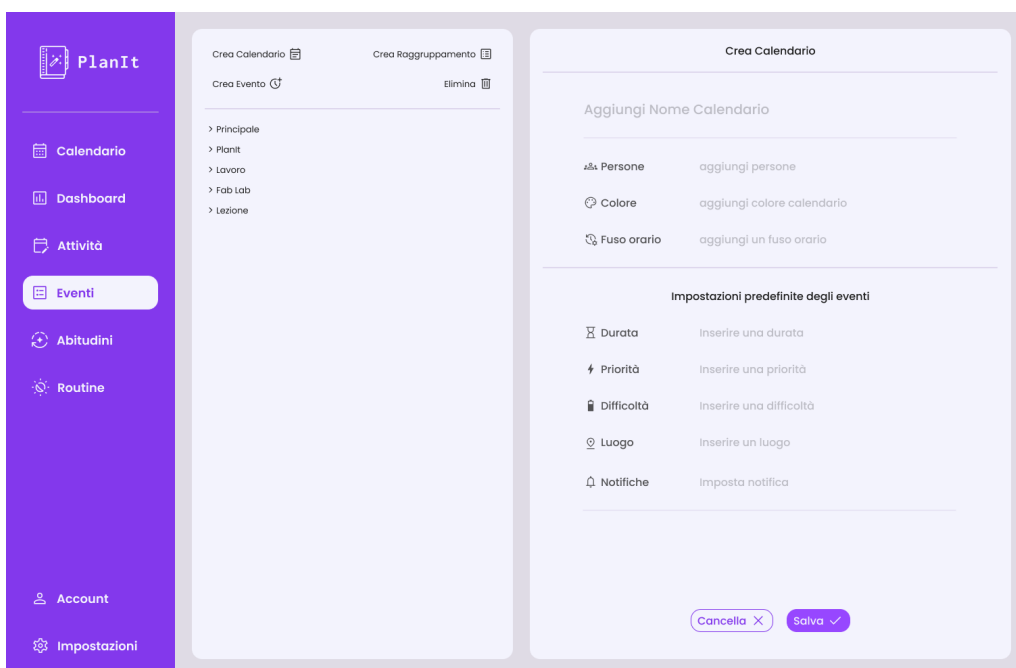 PlanIt
Calendario
Dashboard
Attività
Eventi
Abitudini
Routine
Account
Impostazioni
Crea Calendario
Crea Raggruppamento
Crea Evento
Elimina
Principale
PlanIt
Lavoro
Fab Lab
Lezione
Crea Calendario
Aggiungi Nome Calendario
Persone aggiungi persone
Colore aggiungi colore calendario
Fuso orario aggiungi un fuso orario
Impostazioni predefinite degli eventi
Durata Inserire una durata
Priorità Inserire una priorità
Difficoltà Inserire una difficoltà
Luogo Inserire un luogo
Notifiche Imposta notifica
Cancella
Salva